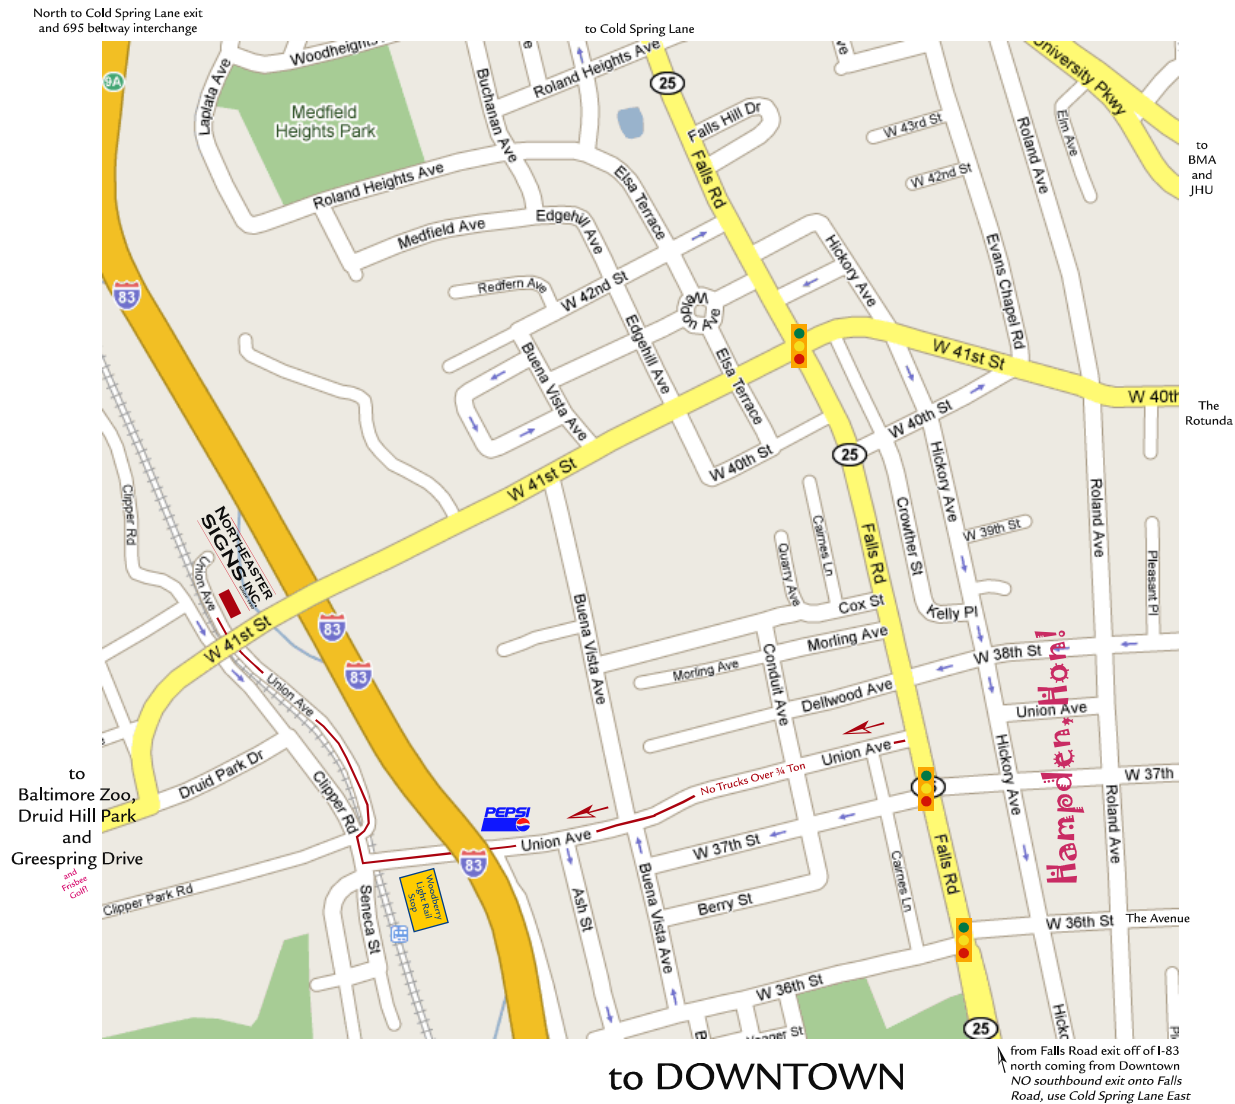 North to Cold Spring Lane exit
and 695 beltway interchange
to Cold Spring Lane
9A
Laplata Ave
Woodheights
Buchanan Ave
Roland Heights Ave
25
Falls Hill Dr
Falls Rd
University Pkwy
Medfield
Heights Park
W 43rd St
W 42nd St
Roland Ave
Elm Ave
to
BMA
and
JHU
Roland Heights Ave
Elsa Terrace
Medfield Ave
Edgehill Ave
Hickory Ave
Evans Chapel Rd
83
Redfern Ave
W 42nd St
Weldon Ave
Edgehill Ave
Buena Vista Ave
Elsa Terrace
W 41st St
W 40th
The
Rotunda
W 40th St
W 40th St
25
Hickory Ave
W 41st St
Clipper Rd
Northeaster
SIGNS INC.
Union Ave
Crowther St
W 39th St
Roland Ave
Pleasant Pl
Falls Rd
Cairnes Ln
Quarry Ave
Cox St
Kelly Pl
W 41st St
83
83
Buena Vista Ave
Morling Ave
Morling Ave
Conduit Ave
Dellwood Ave
W 38th St
Hampden, Hon!
Union Ave
Union Ave
Union Ave
No Trucks Over ¾ Ton
Hickory Ave
W 37th
Roland Ave
Druid Park Dr
Clipper Rd
to
Baltimore Zoo,
Druid Hill Park
and
Greespring Drive
and
Frisbee
Golf!
PEPSI
Union Ave
83
W 37th St
Falls Rd
Clipper Park Rd
Seneca St
Woodberry
Light Rail
Stop
Ash St
Buena Vista Ave
Berry St
Cairnes Ln
W 36th St
The Avenue
W 36th St
Hicko
25
to DOWNTOWN
from Falls Road exit off of I-83
north coming from Downtown
NO southbound exit onto Falls
Road, use Cold Spring Lane East